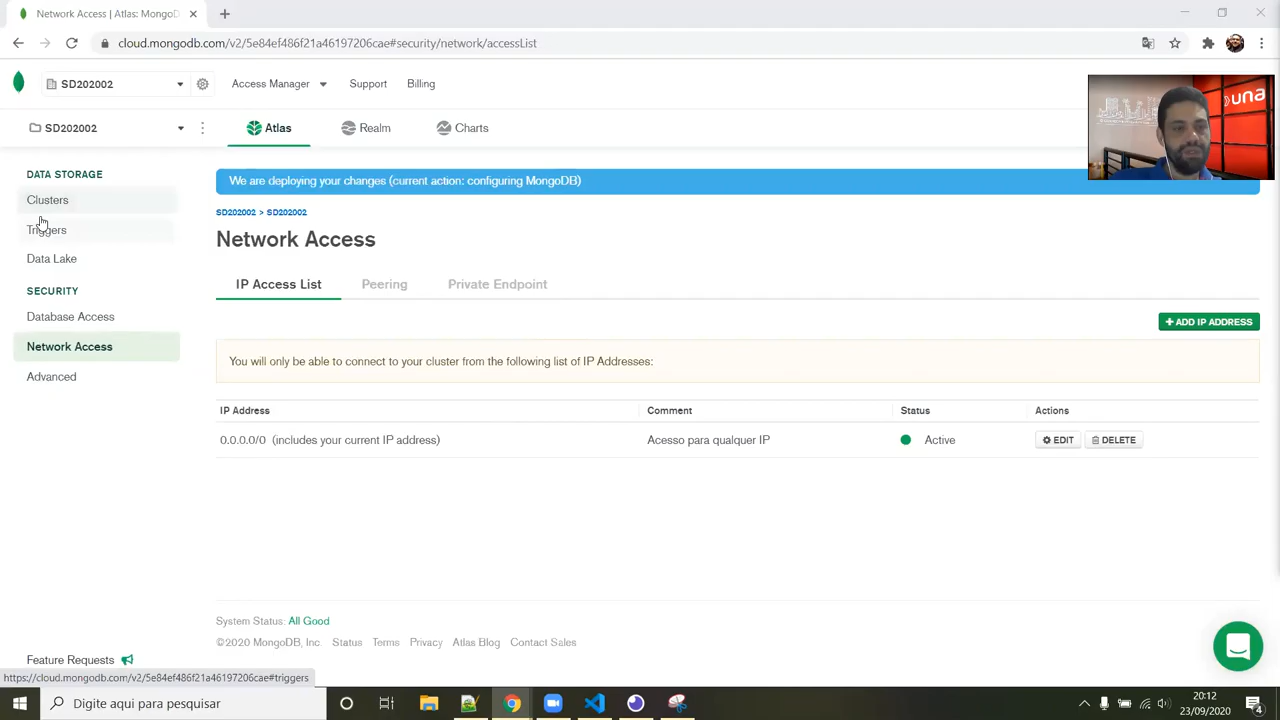 Network Access | Atlas: MongoD
cloud.mongodb.com/v2/5e84ef486f21a46197206cae#security/network/accessList
SD202002
Access Manager
Support
Billing
SD202002
Atlas
Realm
Charts
una
DATA STORAGE
Clusters
Triggers
Data Lake
SECURITY
Database Access
Network Access
Advanced
We are deploying your changes (current action: configuring MongoDB)
SD202002 > SD202002
Network Access
IP Access List
Peering
Private Endpoint
+ ADD IP ADDRESS
You will only be able to connect to your cluster from the following list of IP Addresses:
IP Address
Comment
Status
Actions
0.0.0.0/0 (includes your current IP address)
Acesso para qualquer IP
Active
EDIT
DELETE
System Status: All Good
©2020 MongoDB, Inc.
Status
Terms
Privacy
Atlas Blog
Contact Sales
Feature Requests
https://cloud.mongodb.com/v2/5e84ef486f21a46197206cae#triggers
Digite aqui para pesquisar
20:12
23/09/2020
4